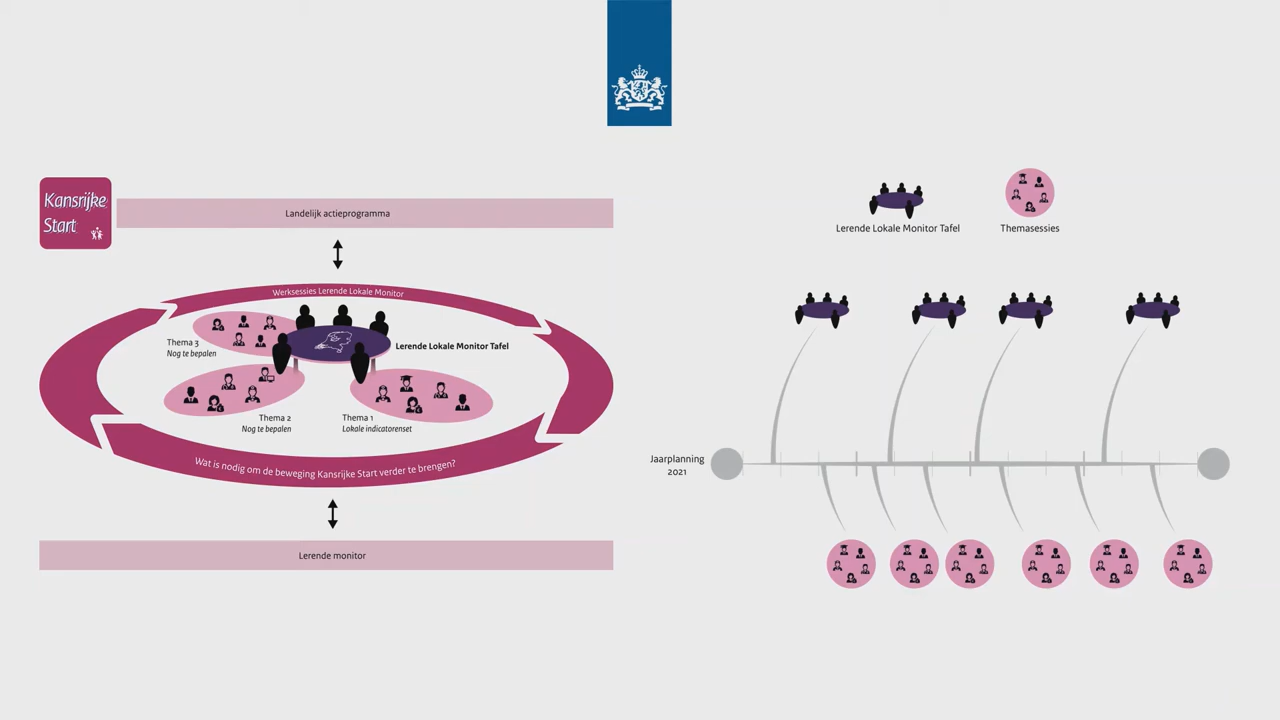 Kansrijke
Start
Landelijk actieprogramma
Werksessies Lerende Lokale Monitor
Thema 3
Nog te bepalen
Lerende Lokale Monitor Tafel
Thema 2
Nog te bepalen
Thema 1
Lokale indicatorenset
Wat is nodig om de beweging Kansrijke Start verder te brengen?
Lerende monitor
Lerende Lokale Monitor Tafel
Themasessies
Jaarplanning
2021